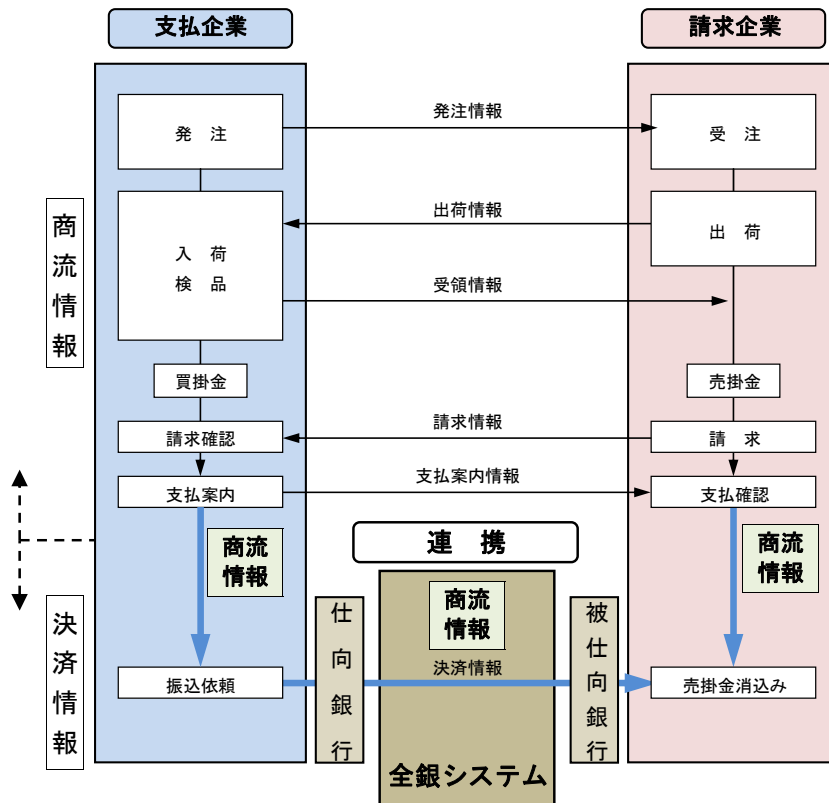 支払企業
請求企業
発　注
発注情報
受　注
商流情報
出荷情報
出　荷
入　荷
検　品
受領情報
買掛金
売掛金
請求確認
請求情報
請　求
支払案内
支払案内情報
支払確認
連　携
商流
情報
商流
情報
商流
情報
決済情報
仕向銀行
被仕向銀行
振込依頼
決済情報
売掛金消込み
全銀システム